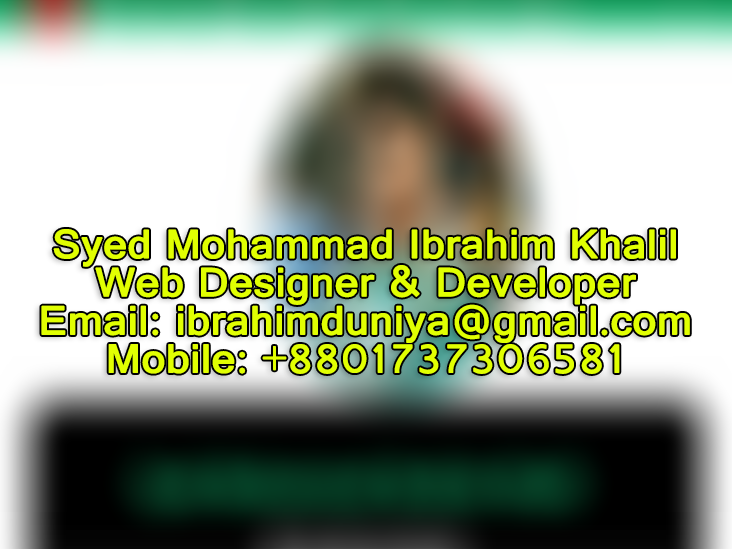 Syed Mohammad Ibrahim Khalil
Web Designer & Developer
Email: ibrahimduniya@gmail.com
Mobile: +8801737306581